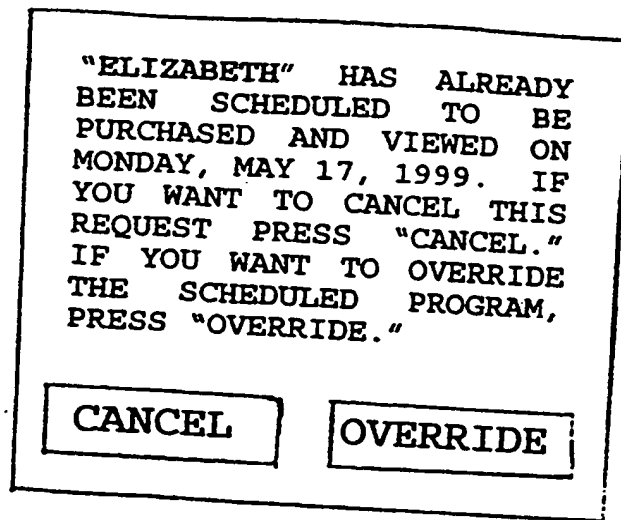 "ELIZABETH" HAS ALREADY
BEEN SCHEDULED TO BE
PURCHASED AND VIEWED ON
MONDAY, MAY 17, 1999. IF
YOU WANT TO CANCEL THIS
REQUEST PRESS "CANCEL."
IF YOU WANT TO OVERRIDE
THE SCHEDULED PROGRAM,
PRESS "OVERRIDE."
CANCEL OVERRIDE